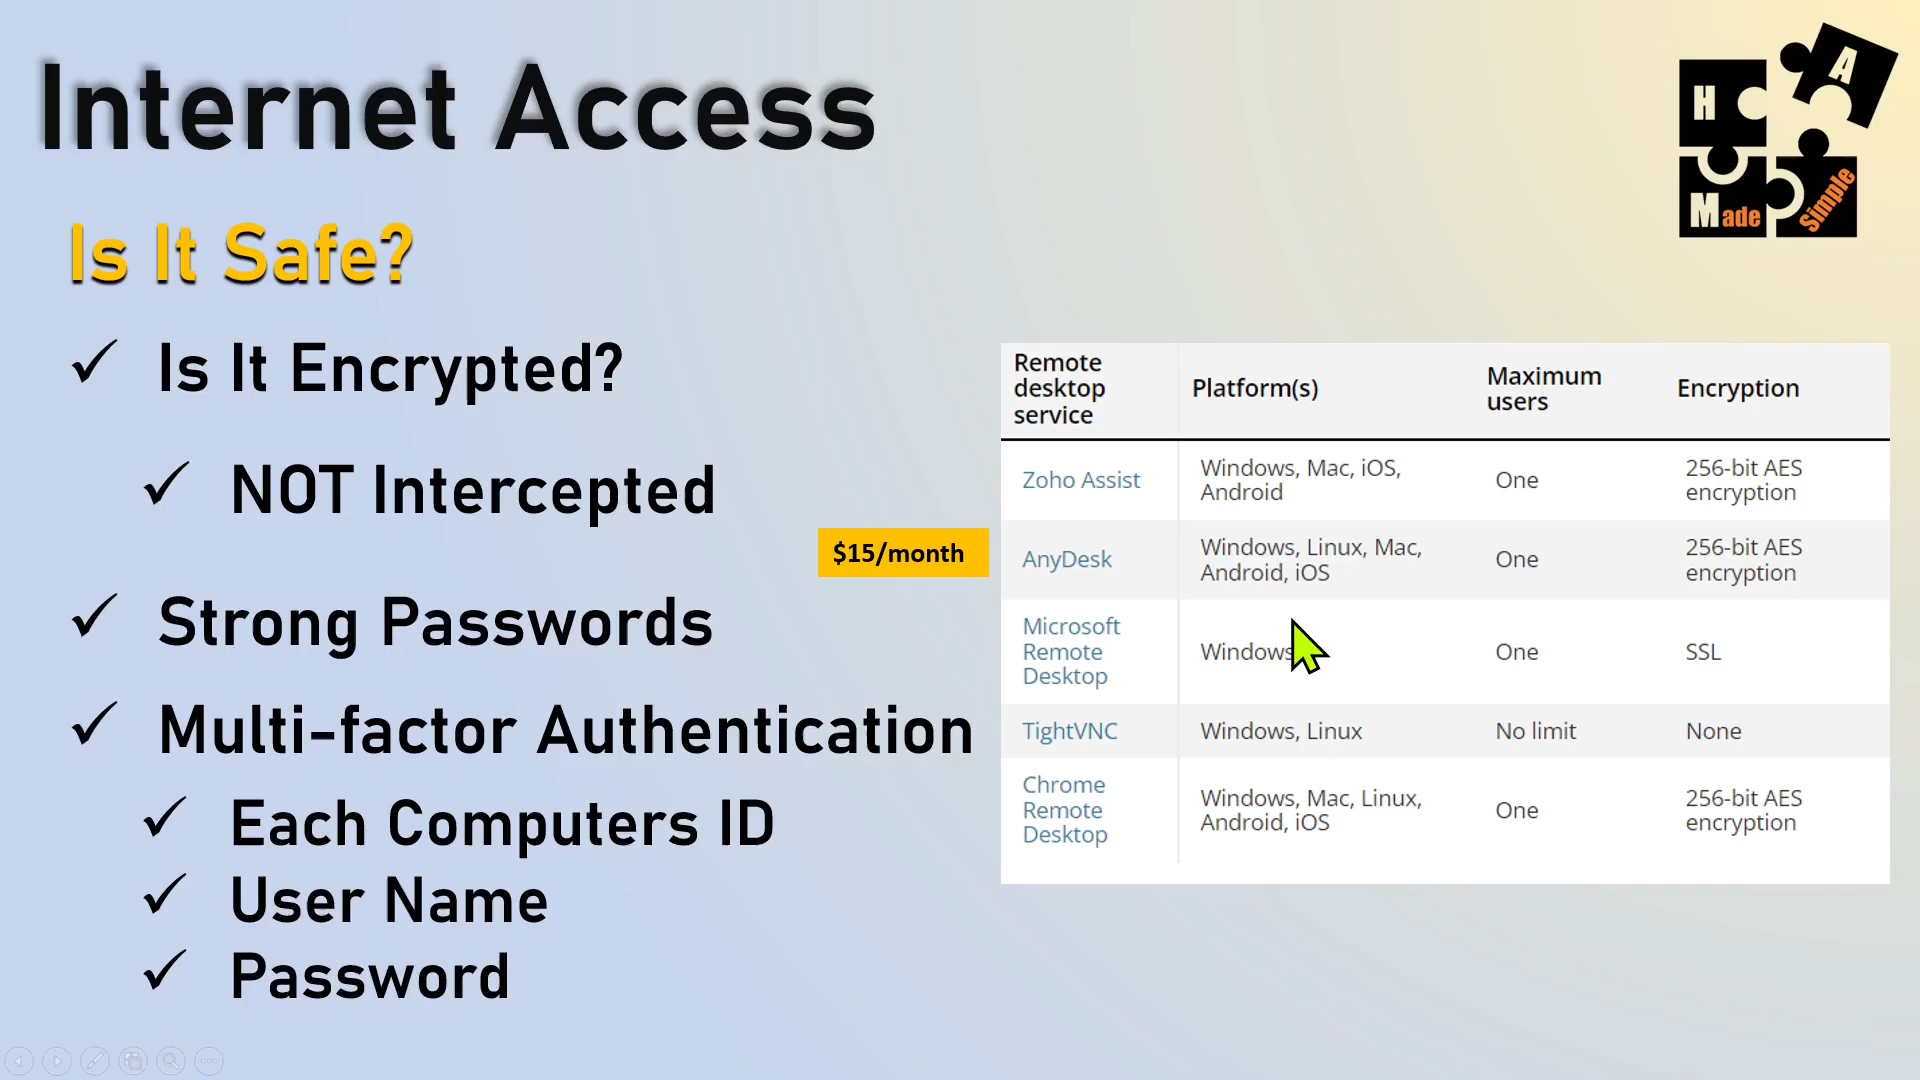 Internet Access
H A
Made Simple
Is It Safe?
✓ Is It Encrypted?
✓ NOT Intercepted
✓ Strong Passwords
✓ Multi-factor Authentication
✓ Each Computers ID
✓ User Name
✓ Password
$15/month
Remote
desktop
service
Platform(s)
Maximum
users
Encryption
Zoho Assist
Windows, Mac, iOS,
Android
One
256-bit AES
encryption
AnyDesk
Windows, Linux, Mac,
Android, iOS
One
256-bit AES
encryption
Microsoft
Remote
Desktop
Windows
One
SSL
TightVNC
Windows, Linux
No limit
None
Chrome
Remote
Desktop
Windows, Mac, Linux,
Android, iOS
One
256-bit AES
encryption